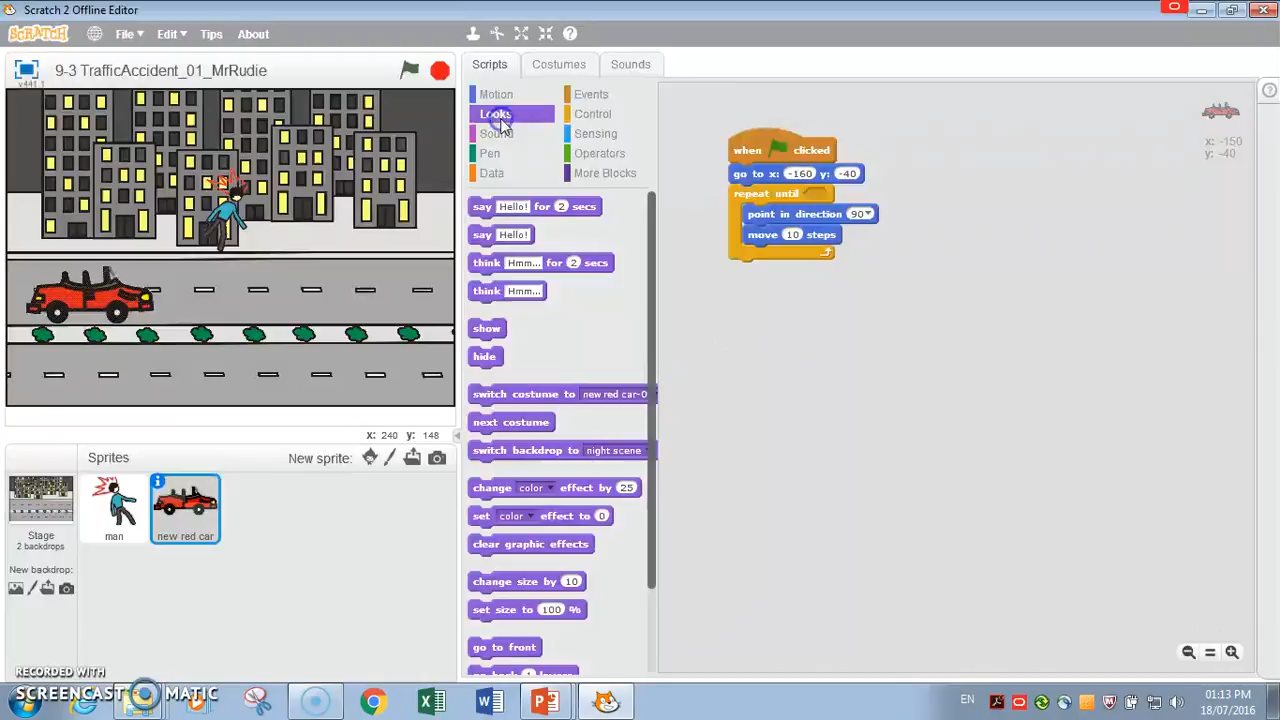 Scratch 2 Offline Editor
SCRATCH File Edit Tips About
9-3 TrafficAccident_01_MrRudie
v441.1
Scripts Costumes Sounds
Motion Events
Looks Control
Sound Sensing
Pen Operators
Data More Blocks
say Hello! for 2 secs
say Hello!
think Hmm... for 2 secs
think Hmm...
show
hide
switch costume to new red car-0
next costume
switch backdrop to night scene
change color effect by 25
set color effect to 0
clear graphic effects
change size by 10
set size to 100 %
go to front
when clicked
go to x: -160 y: -40
repeat until
point in direction 90
move 10 steps
x: -150
y: -40
x: 240 y: 148
Sprites New sprite:
Stage
2 backdrops
New backdrop:
man
new red car
RECORDED WITH
SCREENCAST MATIC
EN
01:13 PM
18/07/2016